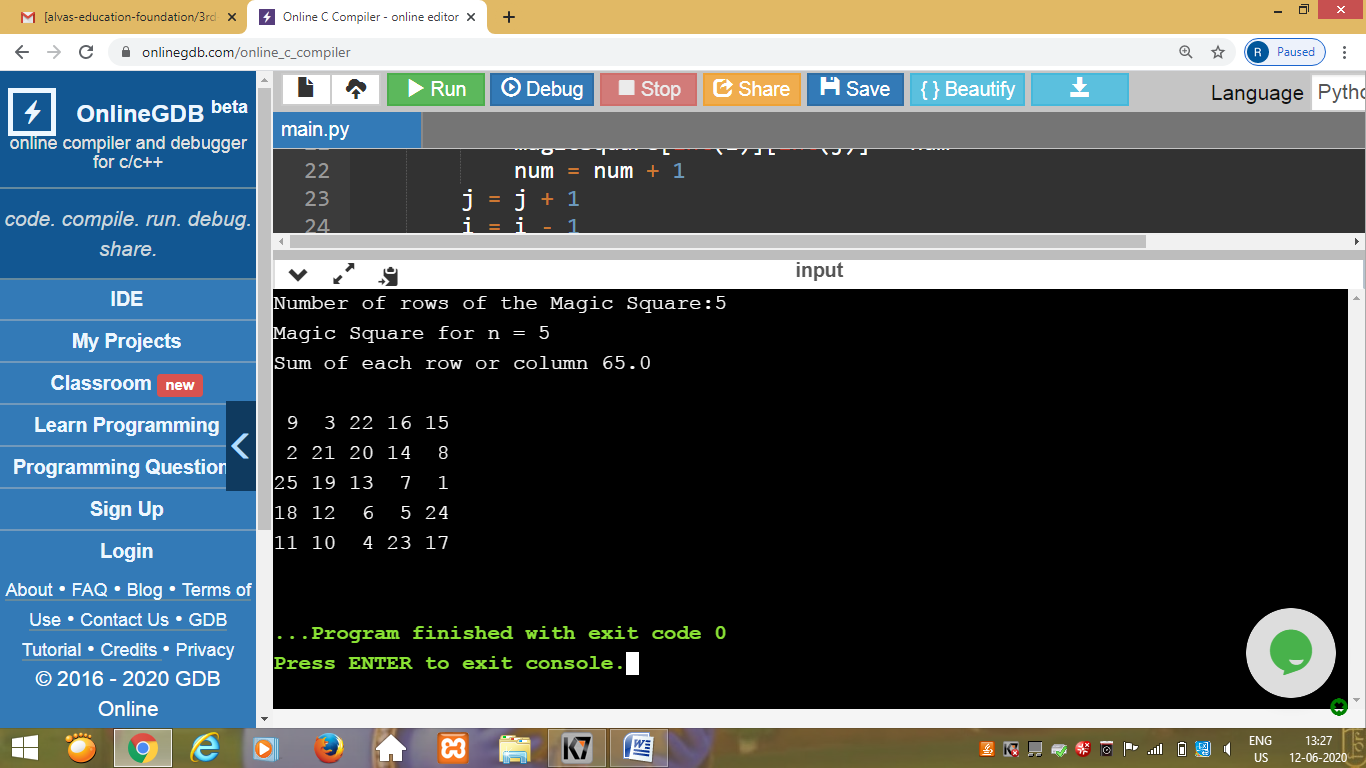 [alvas-education-foundation/3rd
Online C Compiler - online editor
onlinegdb.com/online_c_compiler
R Paused
OnlineGDB beta
online compiler and debugger
for c/c++
code. compile. run. debug.
share.
IDE
My Projects
Classroom new
Learn Programming
Programming Question
Sign Up
Login
About • FAQ • Blog • Terms of
Use • Contact Us • GDB
Tutorial • Credits • Privacy
© 2016 - 2020 GDB
Online
Run Debug Stop Share Save { } Beautify
Language Pytho
main.py
22 num = num + 1
23 j = j + 1
24 i = i - 1
input
Number of rows of the Magic Square:5
Magic Square for n = 5
Sum of each row or column 65.0
9 3 22 16 15
2 21 20 14 8
25 19 13 7 1
18 12 6 5 24
11 10 4 23 17
...Program finished with exit code 0
Press ENTER to exit console.
ENG
US
13:27
12-06-2020